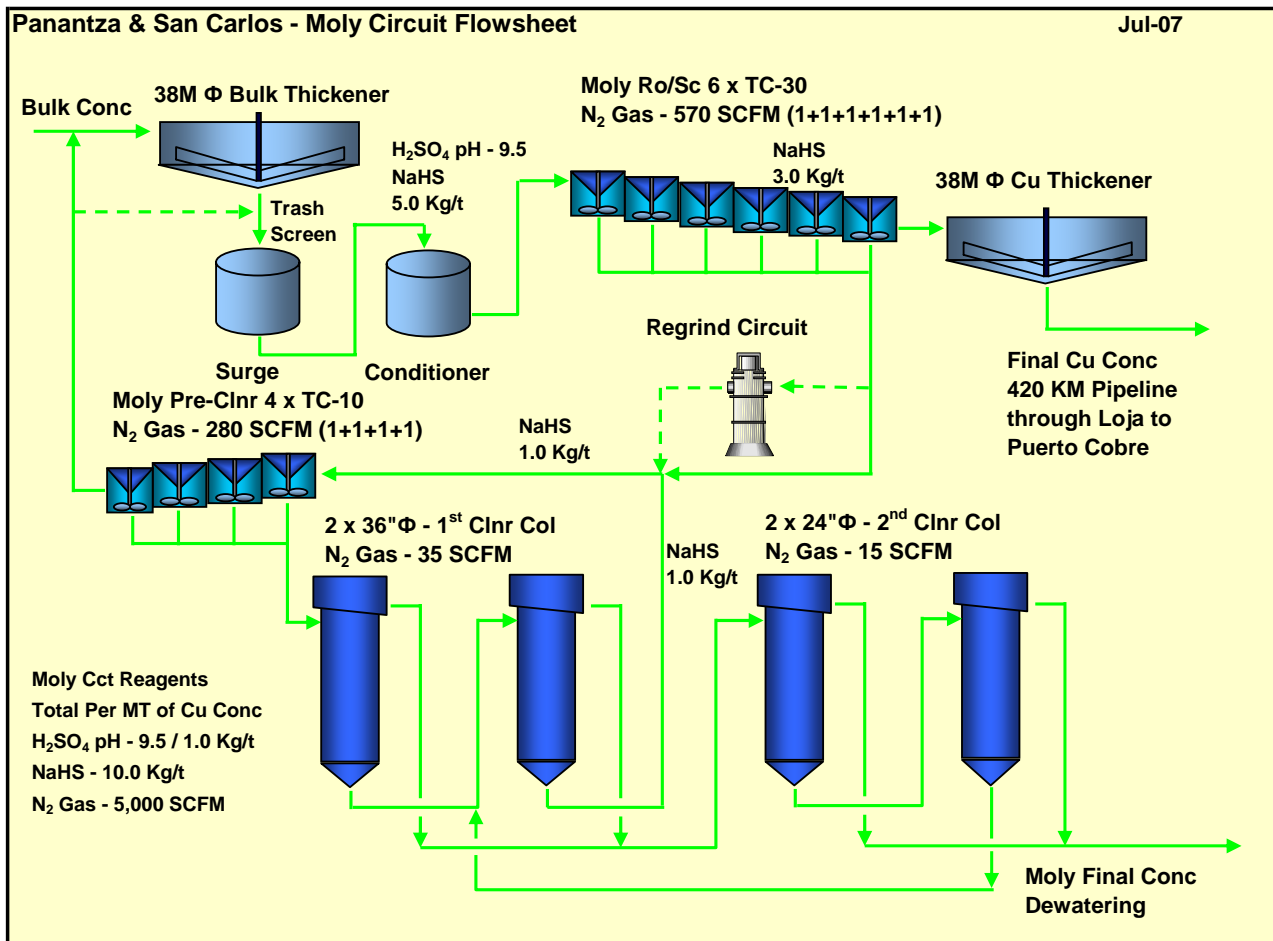 Panantza & San Carlos - Moly Circuit Flowsheet
Jul-07
Bulk Conc
38M Φ Bulk Thickener
Trash
Screen
H₂SO₄ pH - 9.5
NaHS
5.0 Kg/t
Moly Ro/Sc 6 x TC-30
N₂ Gas - 570 SCFM (1+1+1+1+1+1)
NaHS
3.0 Kg/t
38M Φ Cu Thickener
Surge
Conditioner
Regrind Circuit
Final Cu Conc
420 KM Pipeline
through Loja to
Puerto Cobre
Moly Pre-Clnr 4 x TC-10
N₂ Gas - 280 SCFM (1+1+1+1)
NaHS
1.0 Kg/t
2 x 36"Φ - 1ˢᵗ Clnr Col
N₂ Gas - 35 SCFM
NaHS
1.0 Kg/t
2 x 24"Φ - 2ⁿᵈ Clnr Col
N₂ Gas - 15 SCFM
Moly Cct Reagents
Total Per MT of Cu Conc
H₂SO₄ pH - 9.5 / 1.0 Kg/t
NaHS - 10.0 Kg/t
N₂ Gas - 5,000 SCFM
Moly Final Conc
Dewatering